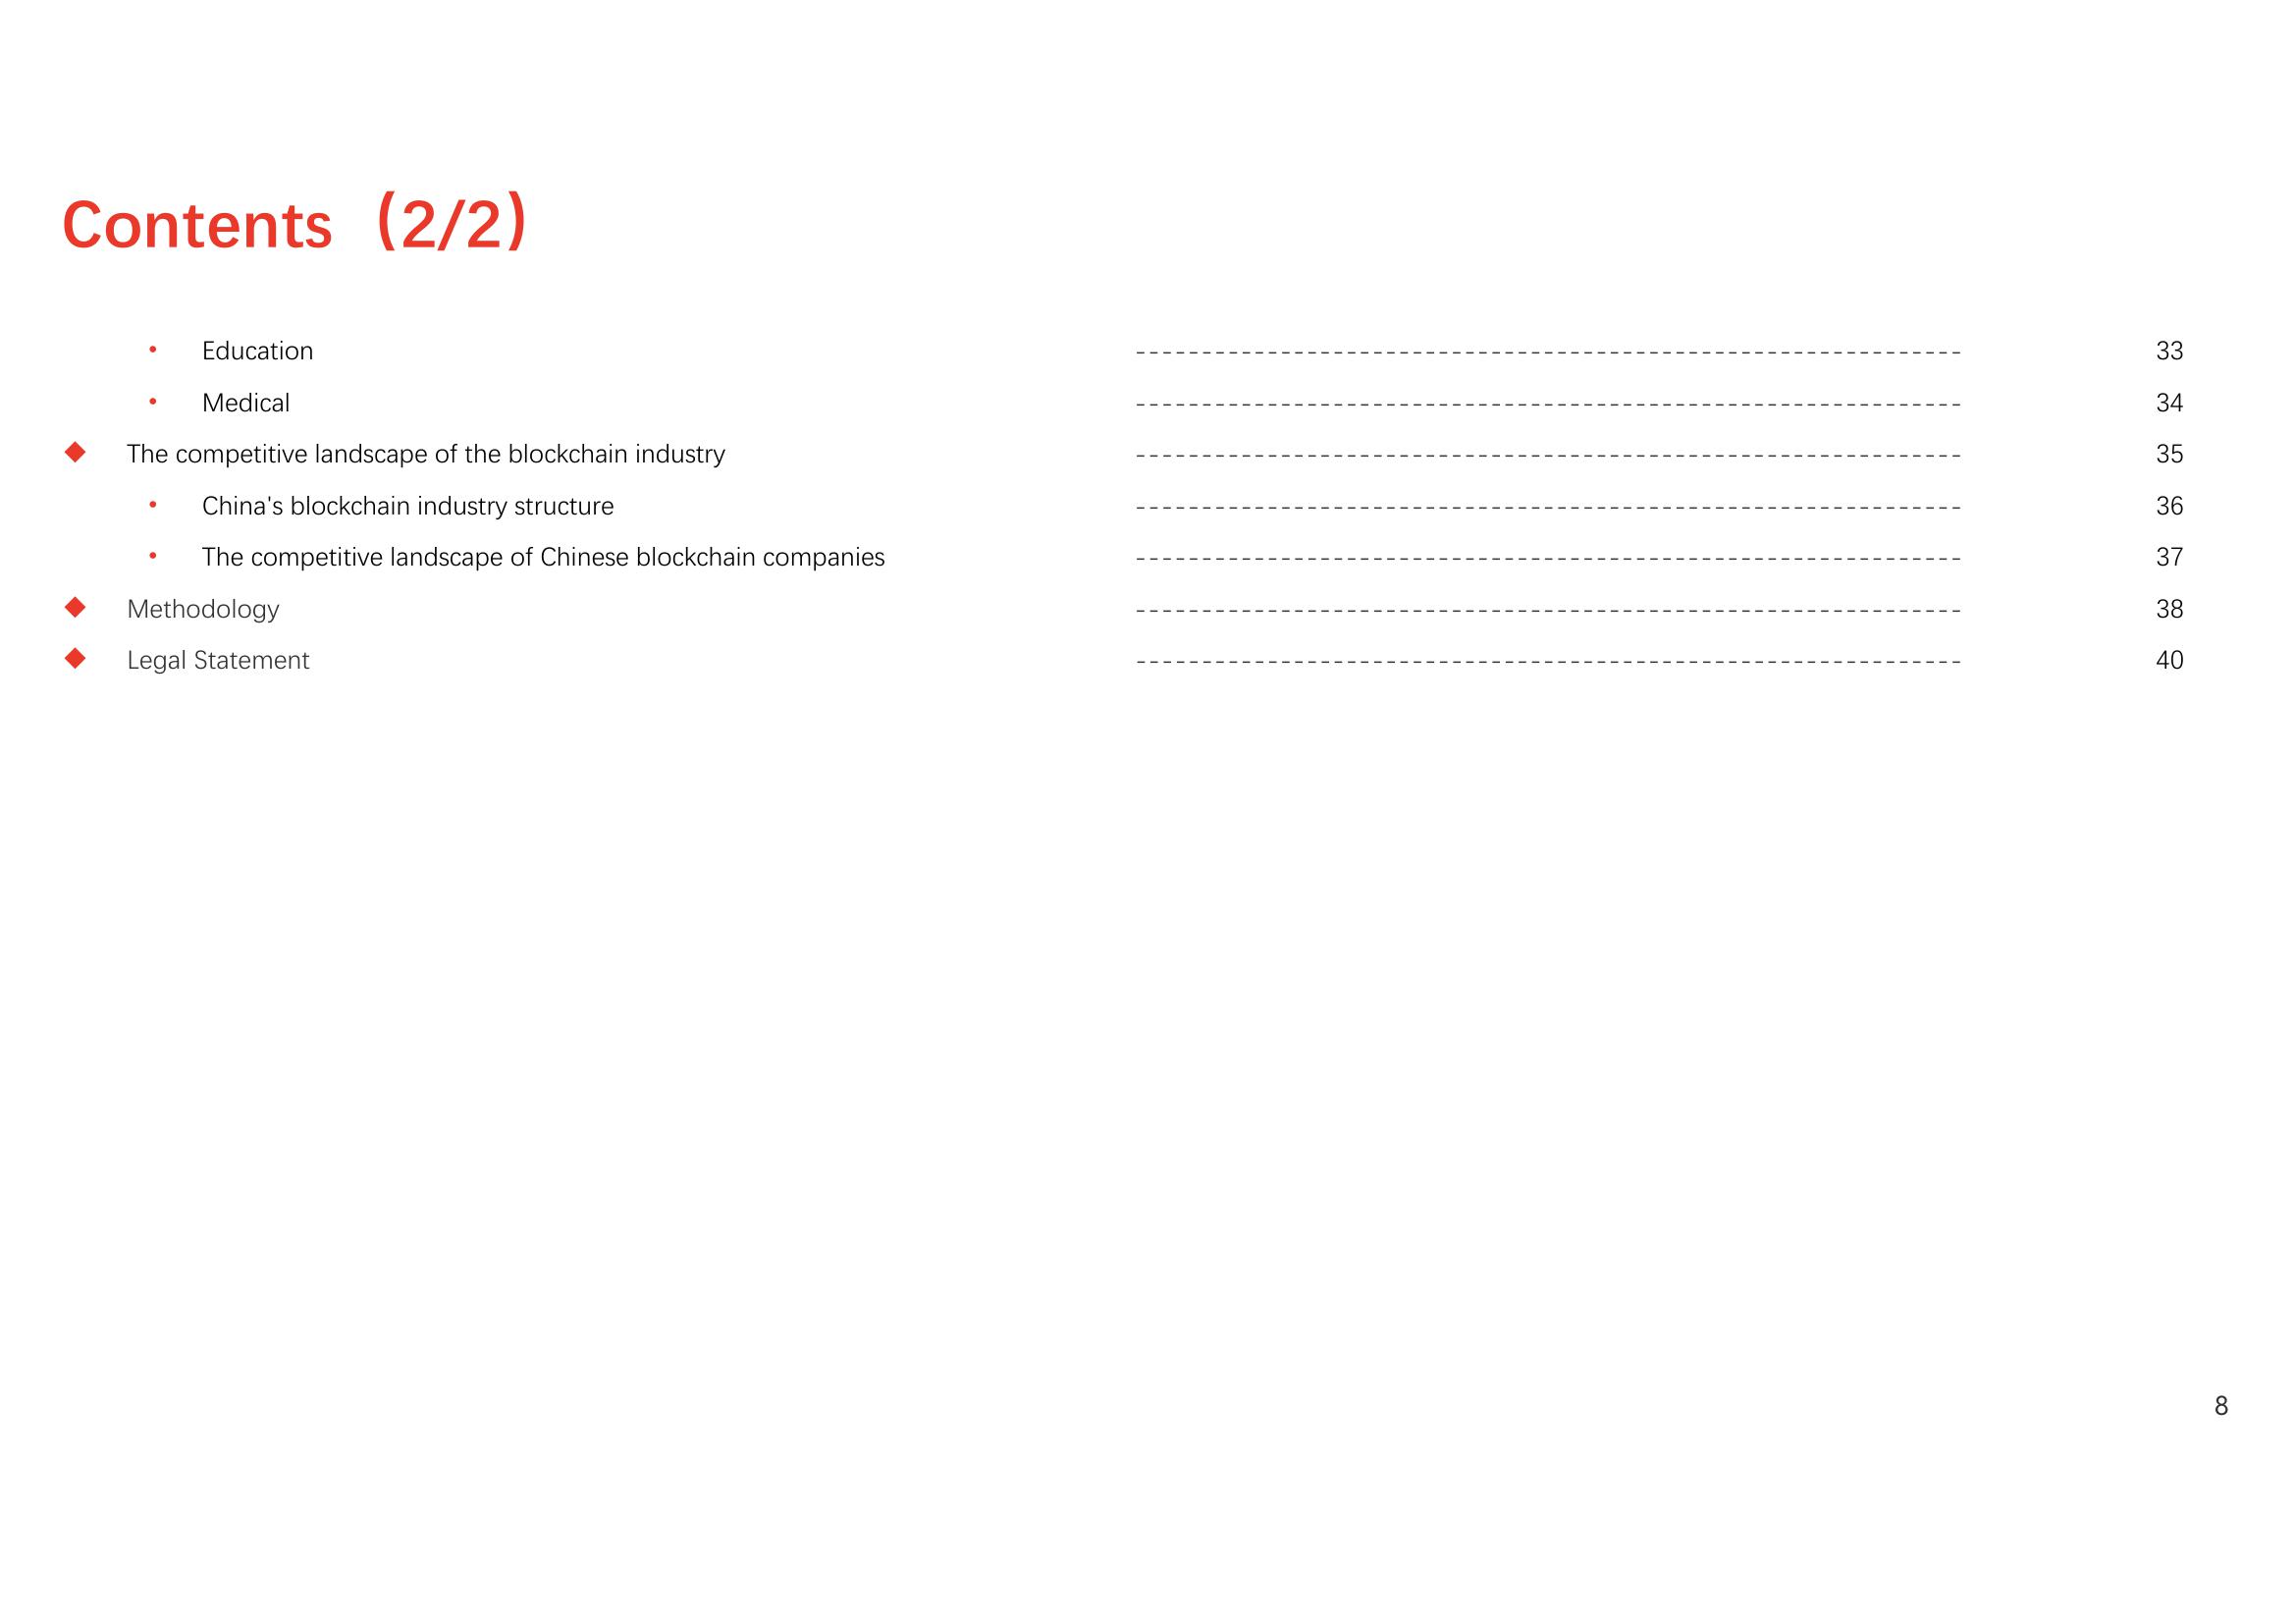 Contents（2/2）
• Education --------------------------------------------------------------- 33
• Medical --------------------------------------------------------------- 34
◆ The competitive landscape of the blockchain industry --------------------------------------------------------------- 35
• China's blockchain industry structure --------------------------------------------------------------- 36
• The competitive landscape of Chinese blockchain companies --------------------------------------------------------------- 37
◆ Methodology --------------------------------------------------------------- 38
◆ Legal Statement --------------------------------------------------------------- 40
8